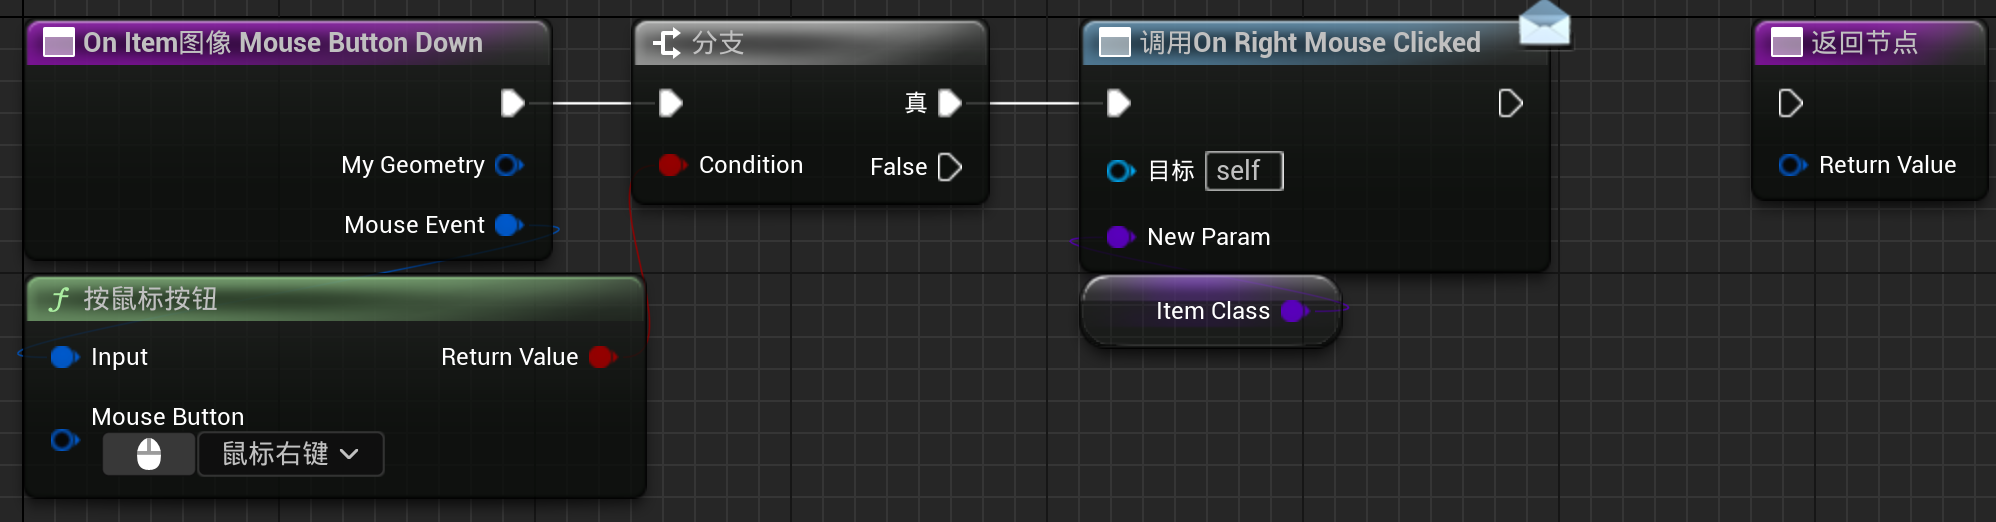 On Item图像 Mouse Button Down
My Geometry
Mouse Event
分支
真
Condition
False
调用On Right Mouse Clicked
目标 self
New Param
Item Class
返回节点
Return Value
f 按鼠标按钮
Input
Return Value
Mouse Button
鼠标右键